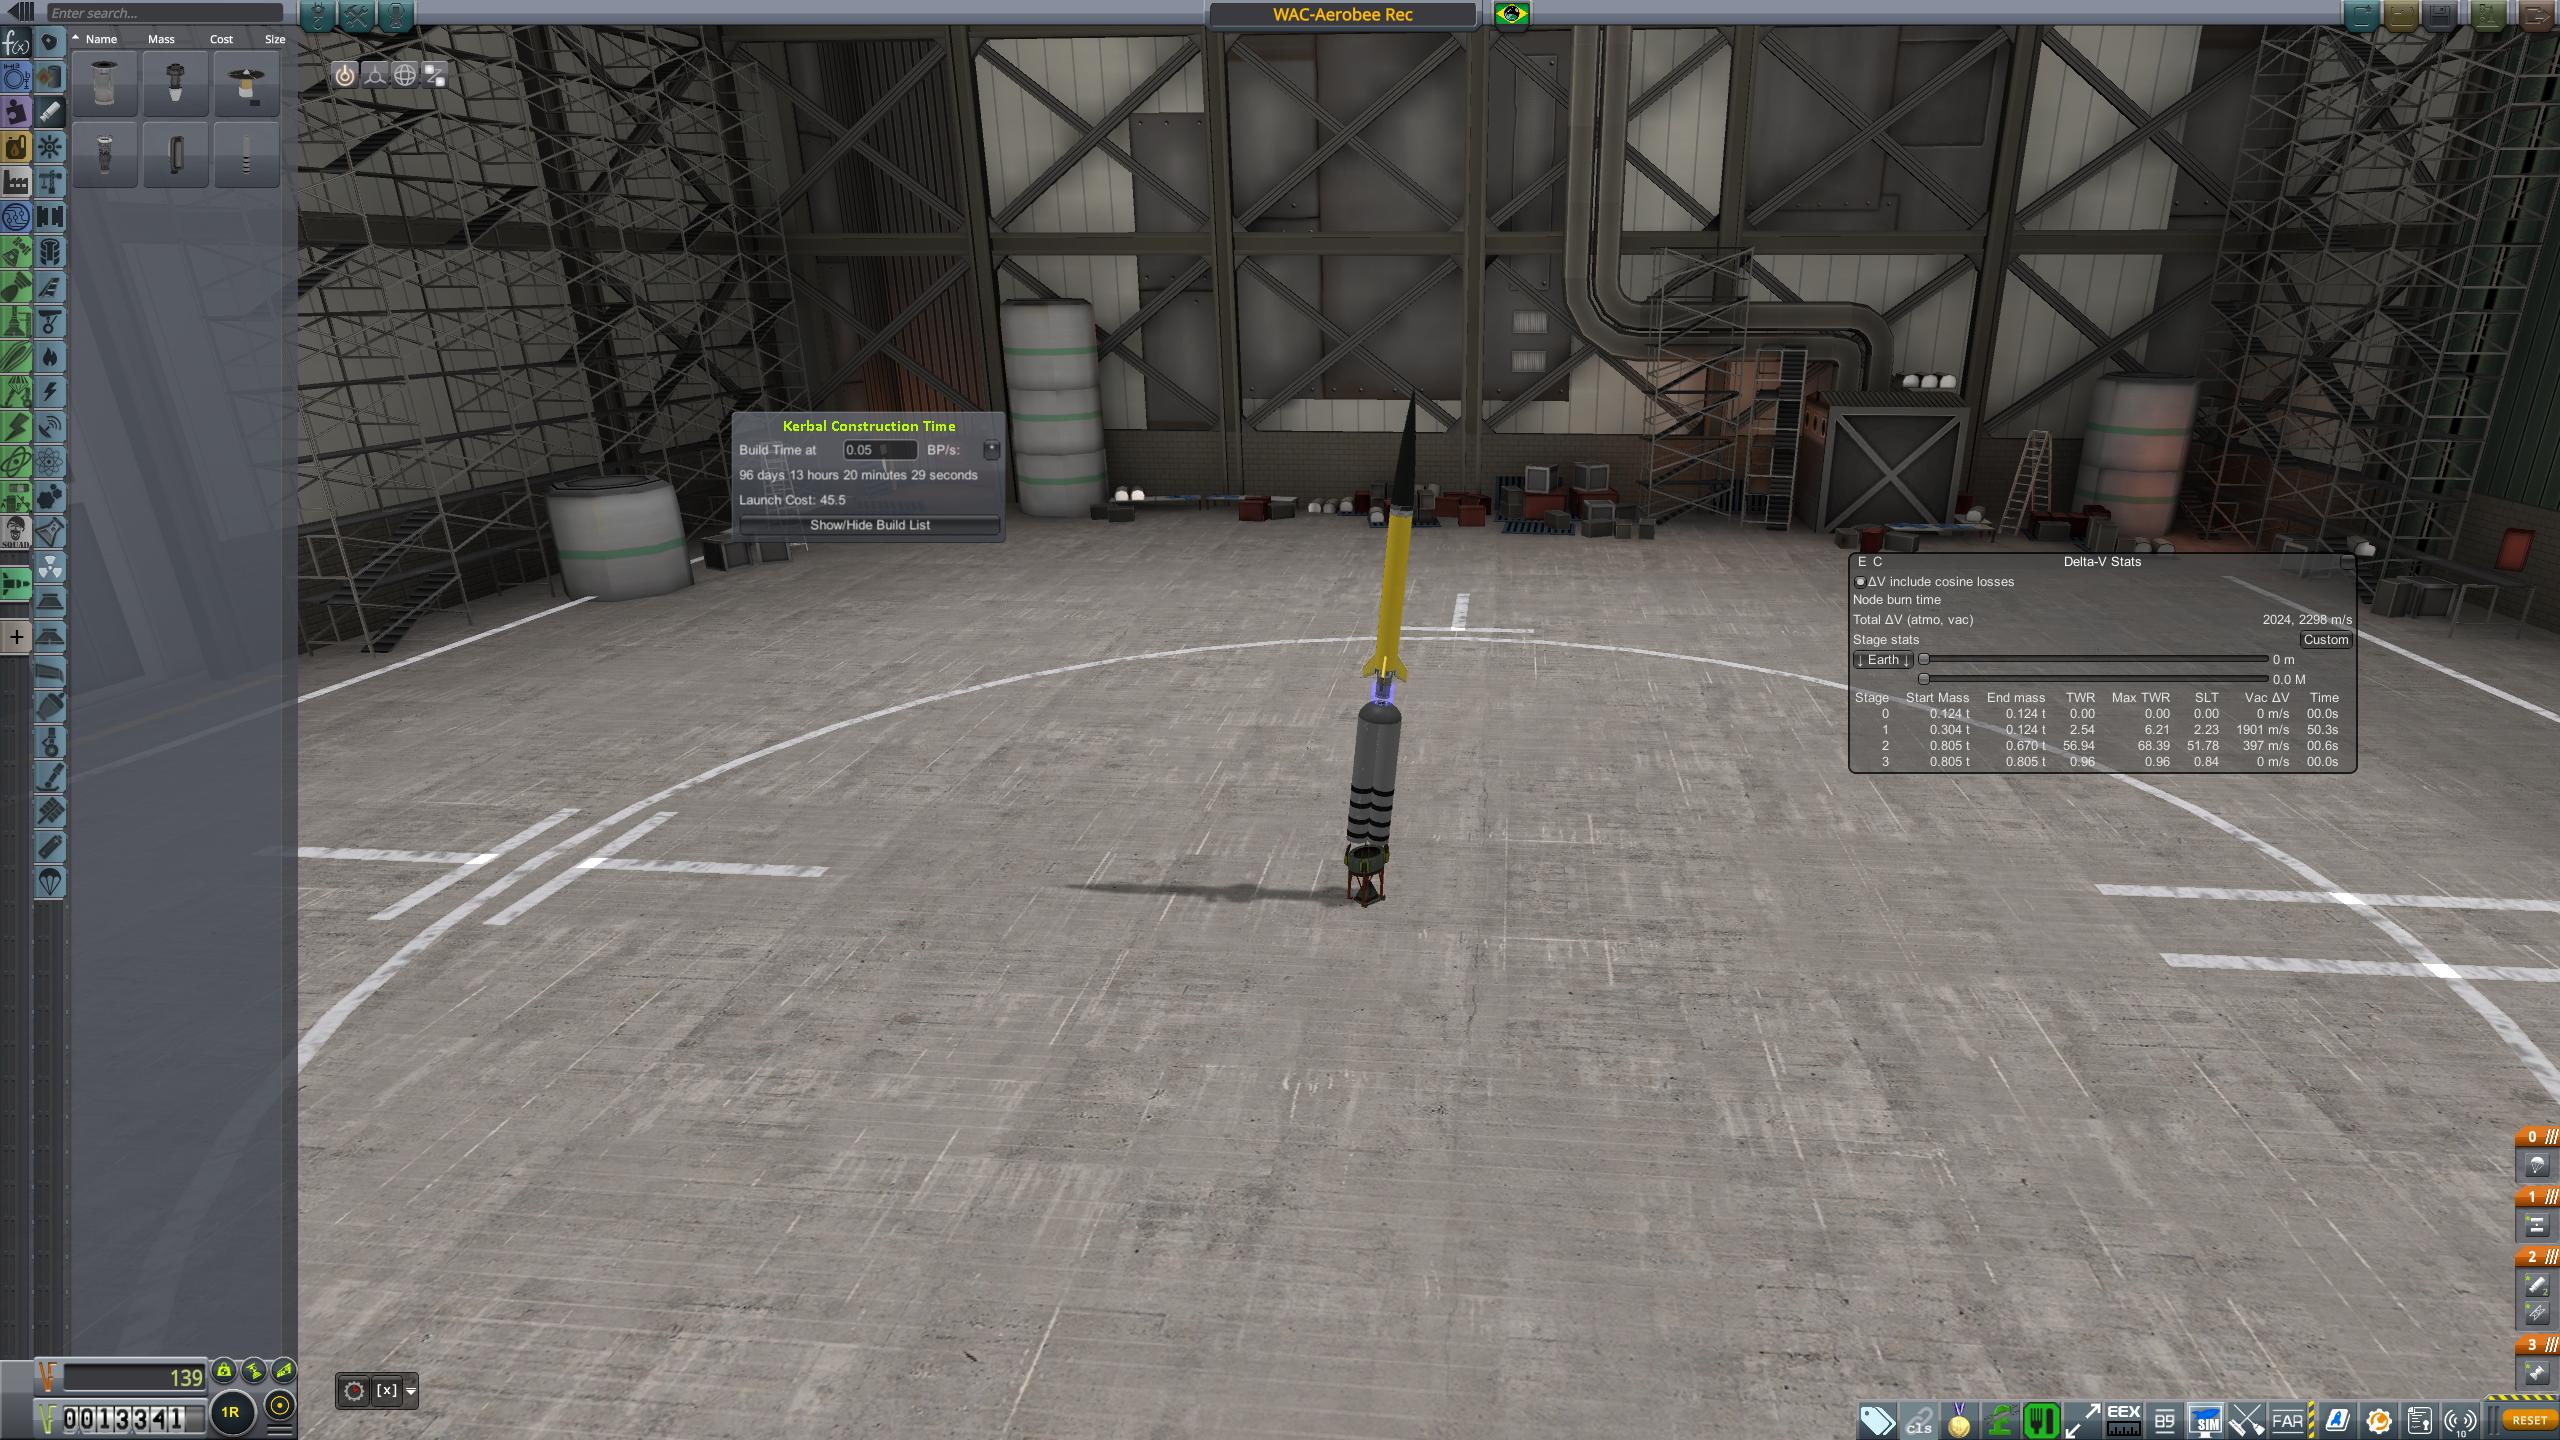 Enter search...
WAC-Aerobee Rec
Name Mass Cost Size
f(x)
Kerbal Construction Time
Build Time at 0.05 BP/s: *
96 days 13 hours 20 minutes 29 seconds
Launch Cost: 45.5
Show/Hide Build List
SQUAD
E C Delta-V Stats
ΔV include cosine losses
Node burn time
Total ΔV (atmo, vac) 2024, 2298 m/s
Stage stats Custom
↓ Earth ↓ 0 m
0.0 M
Stage Start Mass End mass TWR Max TWR SLT Vac ΔV Time
0 0.124 t 0.124 t 0.00 0.00 0.00 0 m/s 00.0s
1 0.304 t 0.124 t 2.54 6.21 2.23 1901 m/s 50.3s
2 0.805 t 0.670 t 56.94 68.39 51.78 397 m/s 00.6s
3 0.805 t 0.805 t 0.96 0.96 0.84 0 m/s 00.0s
0
1
2
2
3
139
0013341
1R
[x]
cls
EEX
B9
SIM
FAR
A
10
RESET